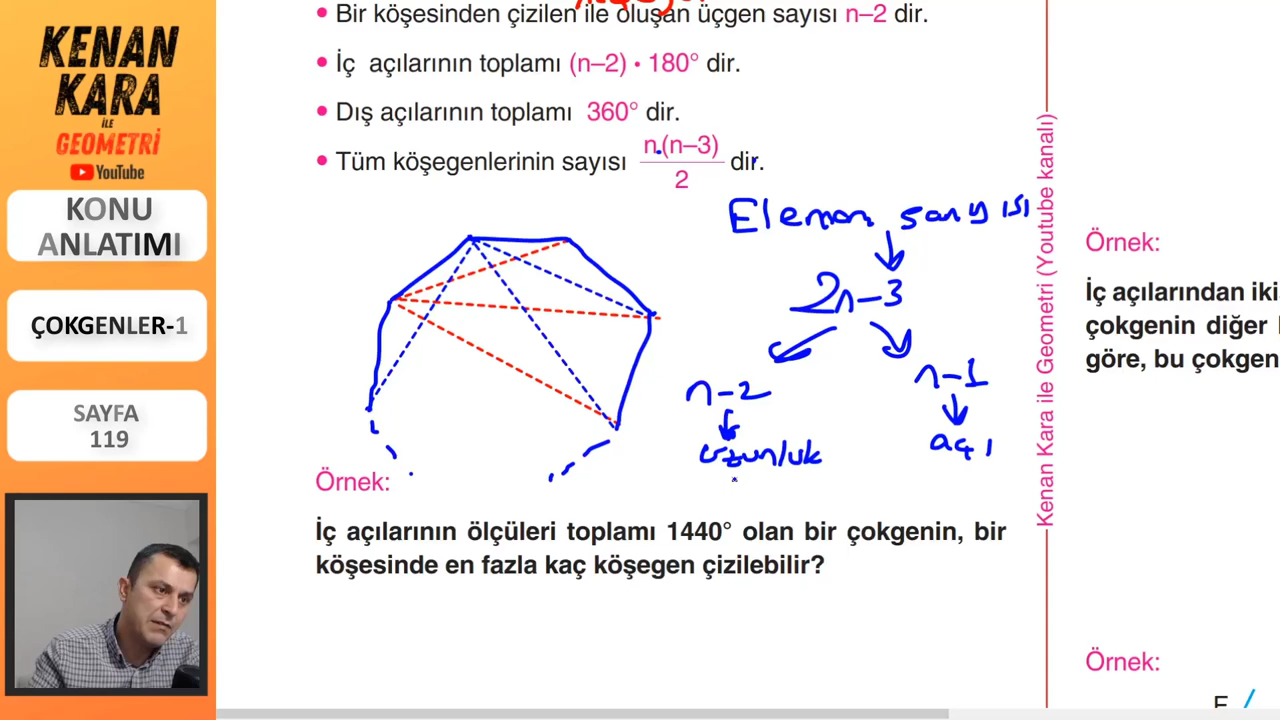 KENAN
KARA
İLE
GEOMETRİ
YouTube
KONU
ANLATIMI
ÇOKGENLER-1
SAYFA
119
• Bir köşesinden çizilen ile oluşan üçgen sayısı n–2 dir.
• İç açılarının toplamı (n–2) • 180° dir.
• Dış açılarının toplamı 360° dir.
• Tüm köşegenlerinin sayısı n.(n–3)/2 dir.
Eleman sayısı
2n–3
n–2
n–1
uzunluk
açı
Örnek:
İç açılarının ölçüleri toplamı 1440° olan bir çokgenin, bir
köşesinde en fazla kaç köşegen çizilebilir?
Kenan Kara ile Geometri (Youtube kanalı)
Örnek:
İç açılarından iki
çokgenin diğer
göre, bu çokgen
Örnek: